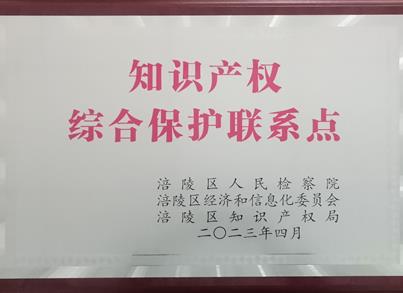 知识产权
综合保护联系点
涪陵区人民检察院
涪陵区经济和信息化委员会
涪陵区知识产权局
二〇二三年四月